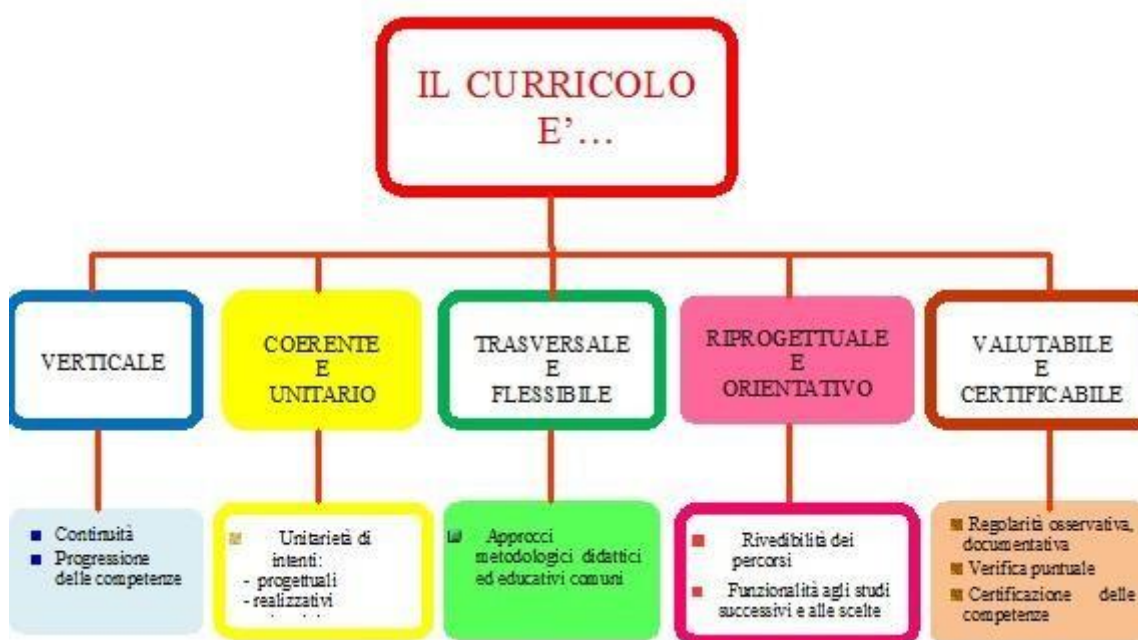 IL CURRICOLO
E’…
VERTICALE
COERENTE
E
UNITARIO
TRASVERSALE
E
FLESSIBILE
RIPROGETTUALE
E
ORIENTATIVO
VALUTABILE
E
CERTIFICABILE
Continuità
Progressione
delle competenze
Unitarietà di
intenti:
- progettuali
- realizzativi
Approcci
metodologici didattici
ed educativi comuni
Rivedibilità dei
percorsi
Funzionalità agli studi
successivi e alle scelte
Regolarità osservativa,
documentativa
Verifica puntuale
Certificazione delle
competenze